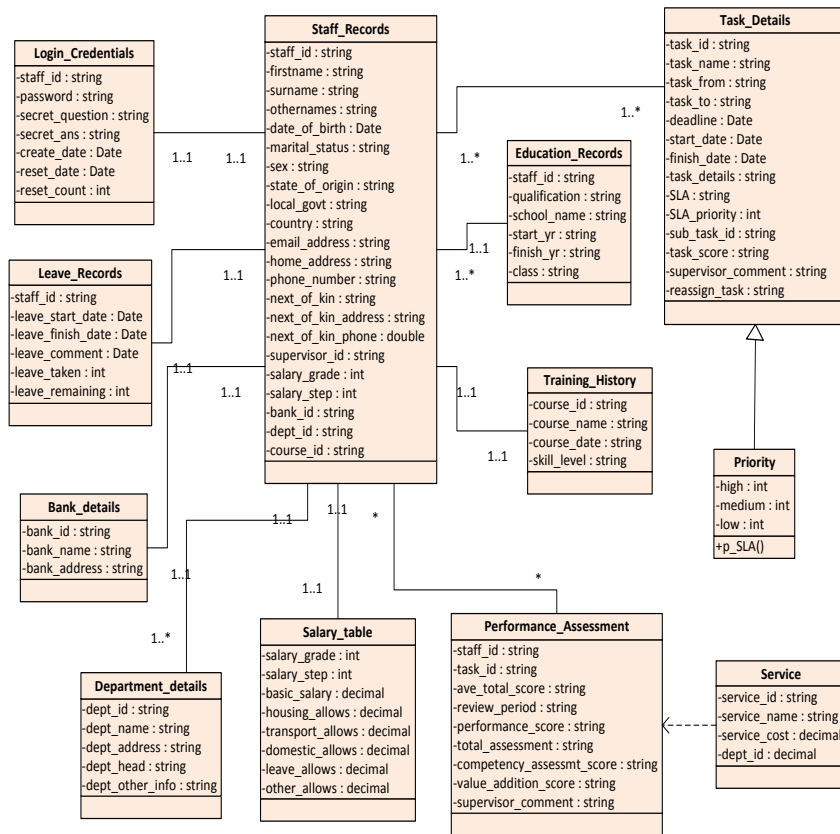 Login_Credentials
-staff_id : string
-password : string
-secret_question : string
-secret_ans : string
-create_date : Date
-reset_date : Date
-reset_count : int
1..1
1..1
Staff_Records
-staff_id : string
-firstname : string
-surname : string
-othernames : string
-date_of_birth : Date
-marital_status : string
-sex : string
-state_of_origin : string
-local_govt : string
-country : string
-email_address : string
-home_address : string
-phone_number : string
-next_of_kin : string
-next_of_kin_address : string
-next_of_kin_phone : double
-supervisor_id : string
-salary_grade : int
-salary_step : int
-bank_id : string
-dept_id : string
-course_id : string
1..*
1..*
Task_Details
-task_id : string
-task_name : string
-task_from : string
-task_to : string
-deadline : Date
-start_date : Date
-finish_date : Date
-task_details : string
-SLA : string
-SLA_priority : int
-sub_task_id : string
-task_score : string
-supervisor_comment : string
-reassign_task : string
Education_Records
-staff_id : string
-qualification : string
-school_name : string
-start_yr : string
-finish_yr : string
-class : string
1..1
1..*
Leave_Records
-staff_id : string
-leave_start_date : Date
-leave_finish_date : Date
-leave_comment : Date
-leave_taken : int
-leave_remaining : int
1..1
1..1
1..1
Training_History
-course_id : string
-course_name : string
-course_date : string
-skill_level : string
1..1
1..1
Priority
-high : int
-medium : int
-low : int
+p_SLA()
Bank_details
-bank_id : string
-bank_name : string
-bank_address : string
1..1
1..1
1..1
*
1..1
*
1..*
Department_details
-dept_id : string
-dept_name : string
-dept_address : string
-dept_head : string
-dept_other_info : string
Salary_table
-salary_grade : int
-salary_step : int
-basic_salary : decimal
-housing_allows : decimal
-transport_allows : decimal
-domestic_allows : decimal
-leave_allows : decimal
-other_allows : decimal
Performance_Assessment
-staff_id : string
-task_id : string
-ave_total_score : string
-review_period : string
-performance_score : string
-total_assessment : string
-competency_assessmt_score : string
-value_addition_score : string
-supervisor_comment : string
Service
-service_id : string
-service_name : string
-service_cost : decimal
-dept_id : decimal